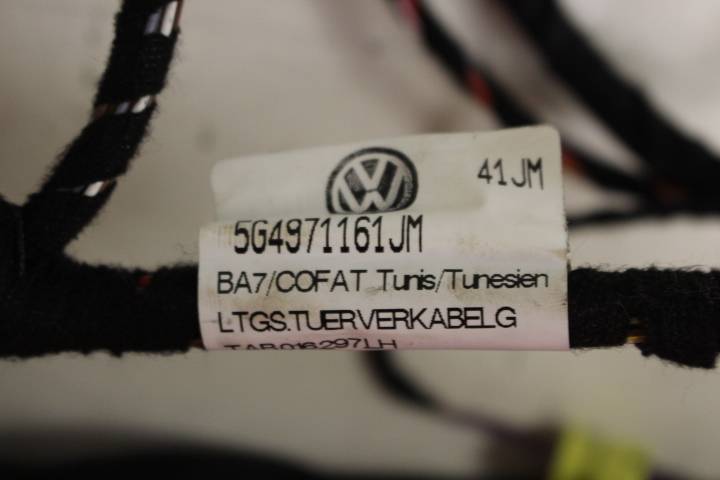 41JM
5G4971161JM
BA7/COFAT Tunis/Tunesien
LTGS.TUERVERKABELG